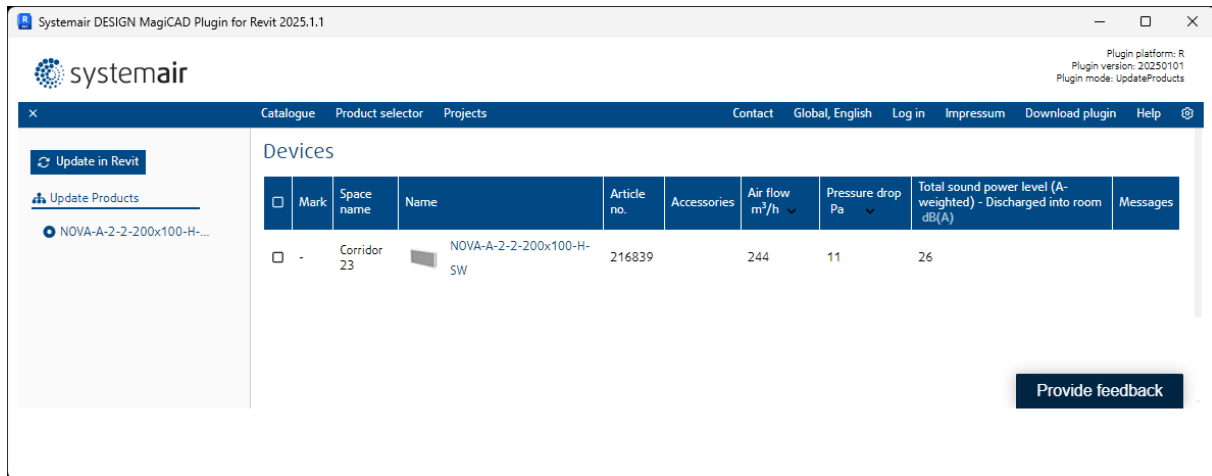 Systemair DESIGN MagiCAD Plugin for Revit 2025.1.1
systemair
Plugin platform: R
Plugin version: 20250101
Plugin mode: UpdateProducts
Catalogue Product selector Projects Contact Global, English Log in Impressum Download plugin Help
Update in Revit
Update Products
NOVA-A-2-2-200x100-H-...
Devices
Mark Space name Name Article no. Accessories Air flow m³/h Pressure drop Pa Total sound power level (A-weighted) - Discharged into room dB(A) Messages
- Corridor 23 NOVA-A-2-2-200x100-H-SW 216839 244 11 26
Provide feedback